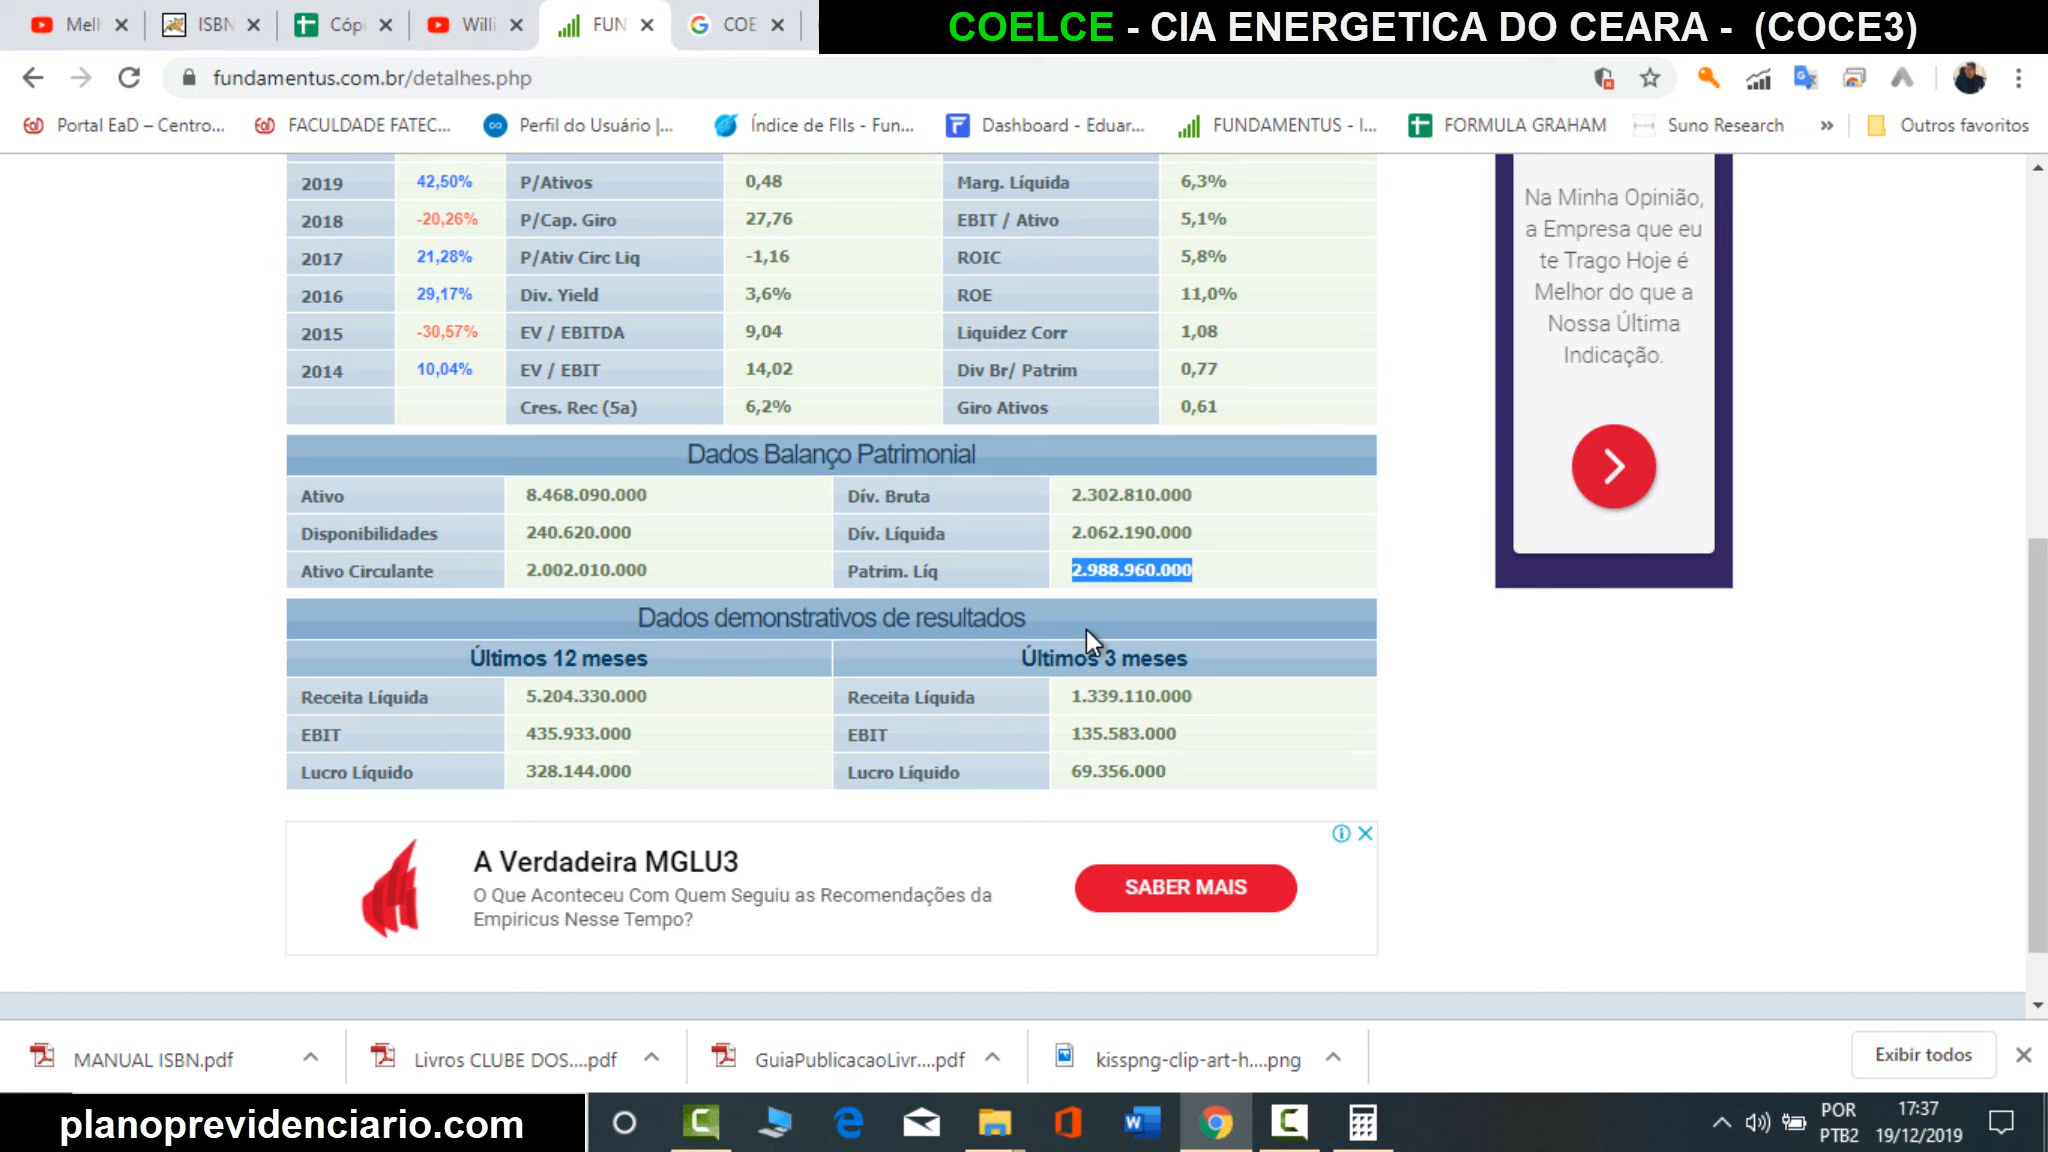 Melh
ISBN
Cópi
Willi
FUN
COE
COELCE - CIA ENERGETICA DO CEARA - (COCE3)
fundamentus.com.br/detalhes.php
Portal EaD – Centro...
FACULDADE FATEC...
Perfil do Usuário |...
Índice de FIIs - Fun...
Dashboard - Eduar...
FUNDAMENTUS - I...
FORMULA GRAHAM
Suno Research
»
Outros favoritos
2019 42,50% P/Ativos 0,48 Marg. Líquida 6,3%
2018 -20,26% P/Cap. Giro 27,76 EBIT / Ativo 5,1%
2017 21,28% P/Ativ Circ Liq -1,16 ROIC 5,8%
2016 29,17% Div. Yield 3,6% ROE 11,0%
2015 -30,57% EV / EBITDA 9,04 Liquidez Corr 1,08
2014 10,04% EV / EBIT 14,02 Div Br/ Patrim 0,77
Cres. Rec (5a) 6,2% Giro Ativos 0,61
Dados Balanço Patrimonial
Ativo 8.468.090.000 Dív. Bruta 2.302.810.000
Disponibilidades 240.620.000 Dív. Líquida 2.062.190.000
Ativo Circulante 2.002.010.000 Patrim. Líq 2.988.960.000
Dados demonstrativos de resultados
Últimos 12 meses Últimos 3 meses
Receita Líquida 5.204.330.000 Receita Líquida 1.339.110.000
EBIT 435.933.000 EBIT 135.583.000
Lucro Líquido 328.144.000 Lucro Líquido 69.356.000
Na Minha Opinião,
a Empresa que eu
te Trago Hoje é
Melhor do que a
Nossa Última
Indicação.
A Verdadeira MGLU3
O Que Aconteceu Com Quem Seguiu as Recomendações da
Empiricus Nesse Tempo?
SABER MAIS
MANUAL ISBN.pdf
Livros CLUBE DOS....pdf
GuiaPublicacaoLivr....pdf
kisspng-clip-art-h....png
Exibir todos
planoprevidenciario.com
POR
PTB2
17:37
19/12/2019